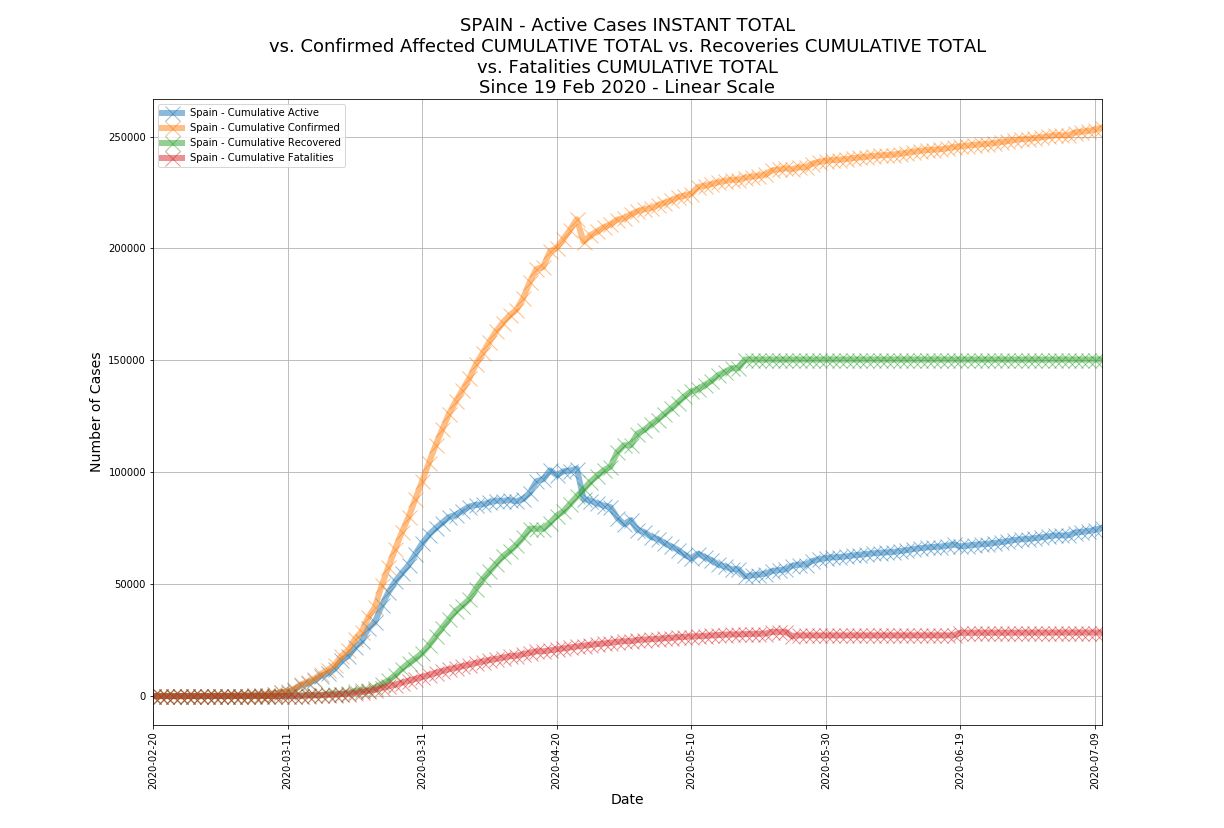 SPAIN - Active Cases INSTANT TOTAL
vs. Confirmed Affected CUMULATIVE TOTAL vs. Recoveries CUMULATIVE TOTAL
vs. Fatalities CUMULATIVE TOTAL
Since 19 Feb 2020 - Linear Scale
Spain - Cumulative Active
Spain - Cumulative Confirmed
Spain - Cumulative Recovered
Spain - Cumulative Fatalities
Number of Cases
250000
200000
150000
100000
50000
0
2020-02-20
2020-03-11
2020-03-31
2020-04-20
2020-05-10
2020-05-30
2020-06-19
2020-07-09
Date